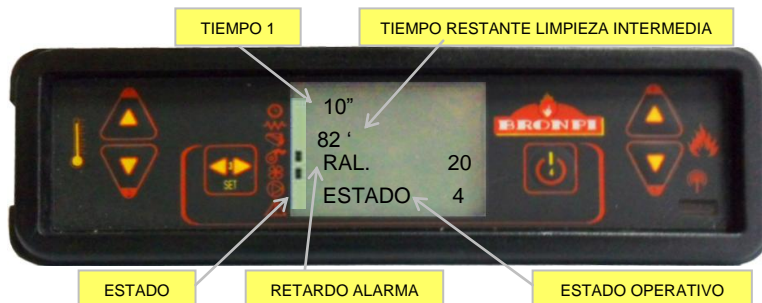 TIEMPO 1
TIEMPO RESTANTE LIMPIEZA INTERMEDIA
10”
82 ‘
RAL. 20
ESTADO 4
BRONPI
SET
ESTADO
RETARDO ALARMA
ESTADO OPERATIVO